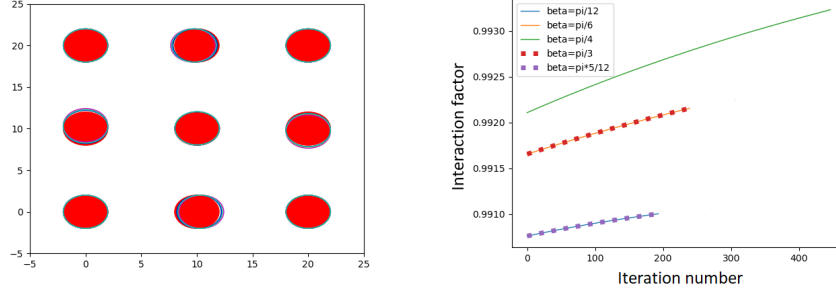 25
20
15
10
5
0
−5
−5 0 5 10 15 20 25
Interaction factor
0.9930
0.9925
0.9920
0.9915
0.9910
beta=pi/12
beta=pi/6
beta=pi/4
beta=pi/3
beta=pi*5/12
0 100 200 300 400
Iteration number